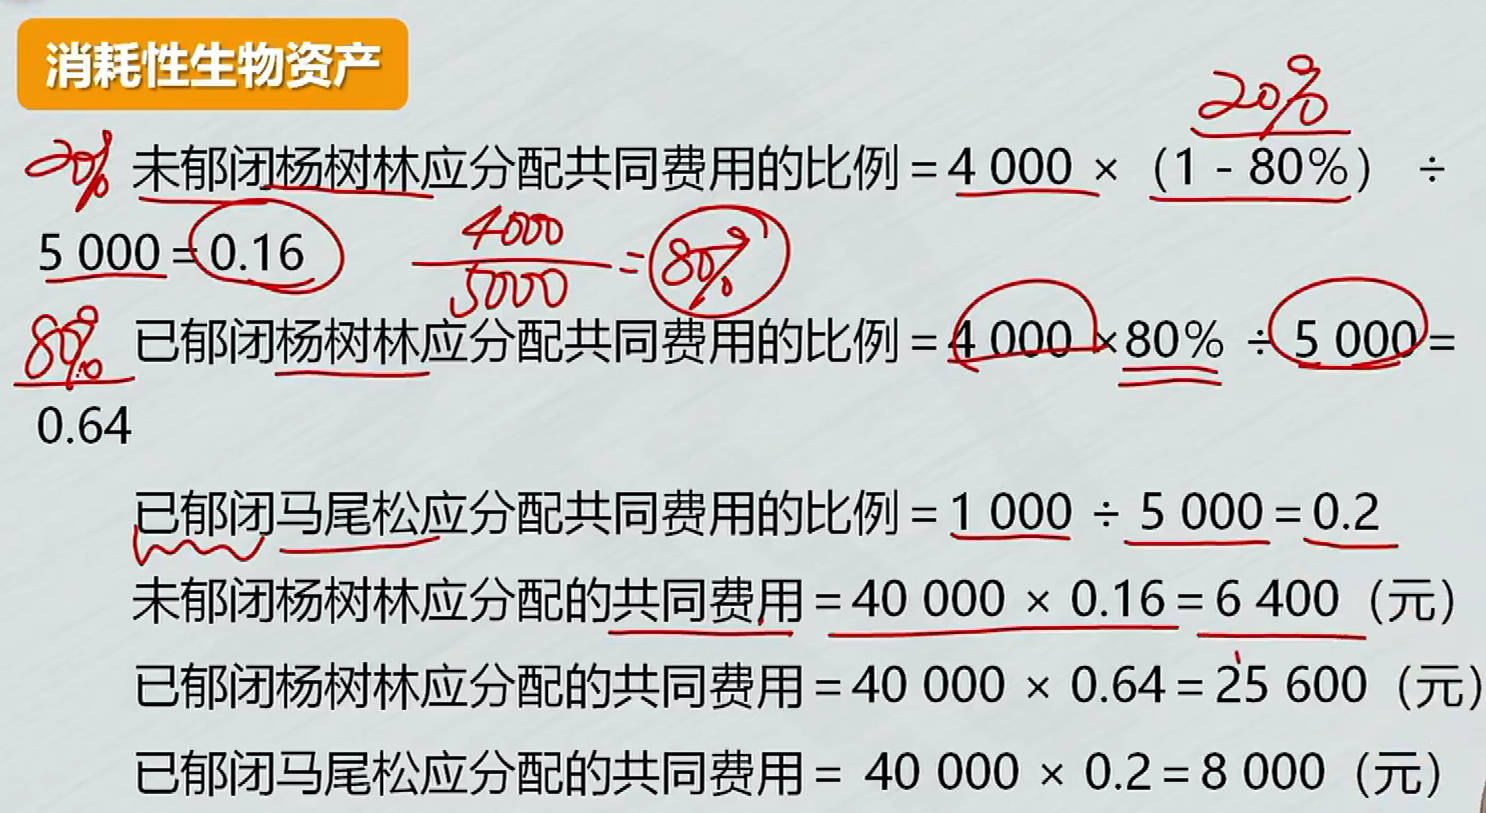 消耗性生物资产
20%
20% 未郁闭杨树林应分配共同费用的比例=4 000 ×（1 - 80%） ÷
5 000=0.16 4000/5000=80%
80% 已郁闭杨树林应分配共同费用的比例=4 000 ×80% ÷ 5 000=
0.64
已郁闭马尾松应分配共同费用的比例=1 000 ÷ 5 000=0.2
未郁闭杨树林应分配的共同费用=40 000 × 0.16=6 400（元）
已郁闭杨树林应分配的共同费用=40 000 × 0.64=25 600（元）
已郁闭马尾松应分配的共同费用= 40 000 × 0.2=8 000（元）